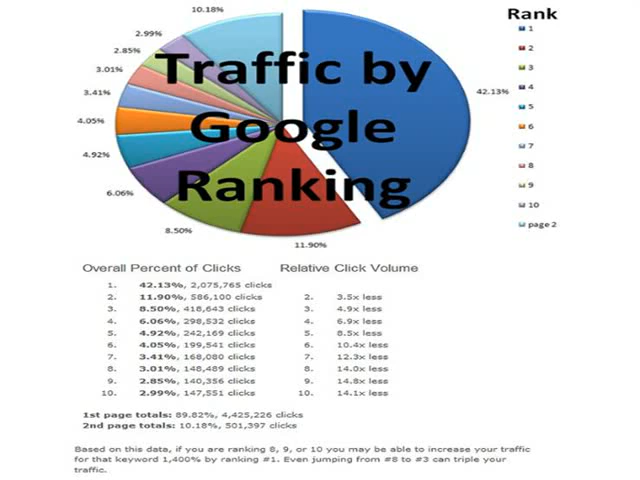 10.18%
Rank
2.99%
1
2.85%
2
3.01%
Traffic by
3
3.41%
42.13%
4
4.05%
Google
5
4.92%
6
6.06%
Ranking
7
8.50%
8
11.90%
9
10
page 2
Overall Percent of Clicks Relative Click Volume
1. 42.13%, 2,075,765 clicks
2. 11.90%, 586,100 clicks 2. 3.5x less
3. 8.50%, 418,643 clicks 3. 4.9x less
4. 6.06%, 298,532 clicks 4. 6.9x less
5. 4.92%, 242,169 clicks 5. 8.5x less
6. 4.05%, 199,541 clicks 6. 10.4x less
7. 3.41%, 168,080 clicks 7. 12.3x less
8. 3.01%, 148,489 clicks 8. 14.0x less
9. 2.85%, 140,356 clicks 9. 14.8x less
10. 2.99%, 147,551 clicks 10. 14.1x less
1st page totals: 89.82%, 4,425,226 clicks
2nd page totals: 10.18%, 501,397 clicks
Based on this data, if you are ranking 8, 9, or 10 you may be able to increase your traffic
for that keyword 1,400% by ranking #1. Even jumping from #8 to #3 can triple your
traffic.